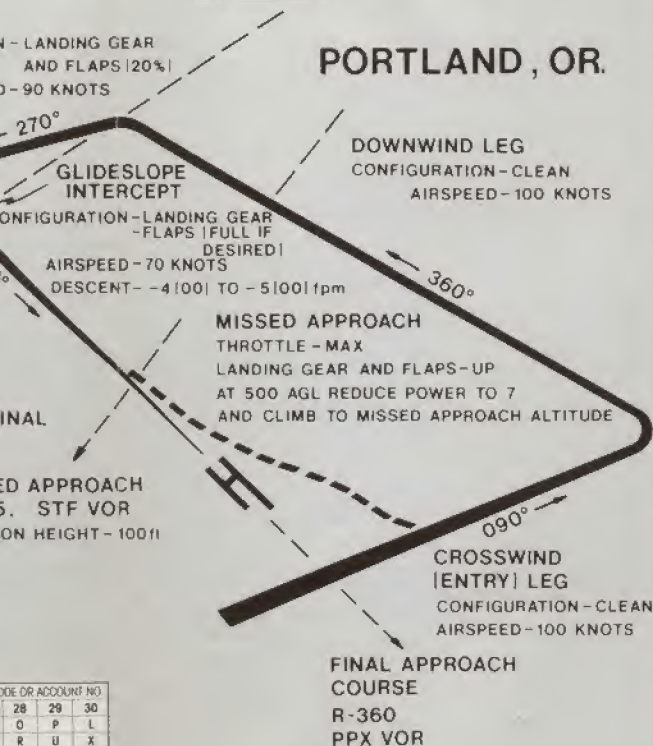 N - LANDING GEAR
AND FLAPS |20%|
D - 90 KNOTS
PORTLAND, OR.
270°
DOWNWIND LEG
CONFIGURATION - CLEAN
AIRSPEED - 100 KNOTS
GLIDESLOPE
INTERCEPT
ONFIGURATION - LANDING GEAR
- FLAPS |FULL IF
DESIRED|
AIRSPEED - 70 KNOTS
DESCENT - -4|00| TO -5|00| fpm
360°
MISSED APPROACH
THROTTLE - MAX
LANDING GEAR AND FLAPS - UP
AT 500 AGL REDUCE POWER TO 7
AND CLIMB TO MISSED APPROACH ALTITUDE
INAL
ED APPROACH
5. STF VOR
ON HEIGHT - 100ft
090°
CROSSWIND
|ENTRY| LEG
CONFIGURATION - CLEAN
AIRSPEED - 100 KNOTS
FINAL APPROACH
COURSE
R-360
PPX VOR
ODE OR ACCOUNT NO
28 29 30
O P L
R U X